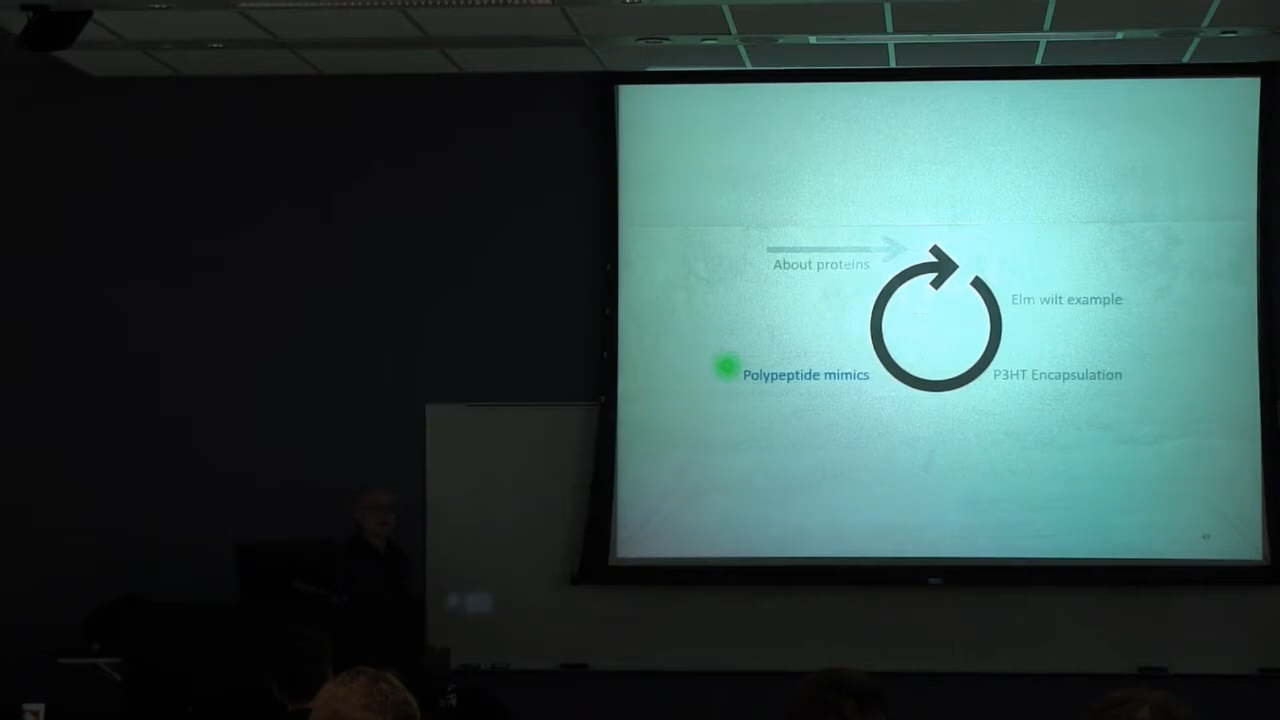 About proteins
Elm wilt example
Polypeptide mimics
P3HT Encapsulation